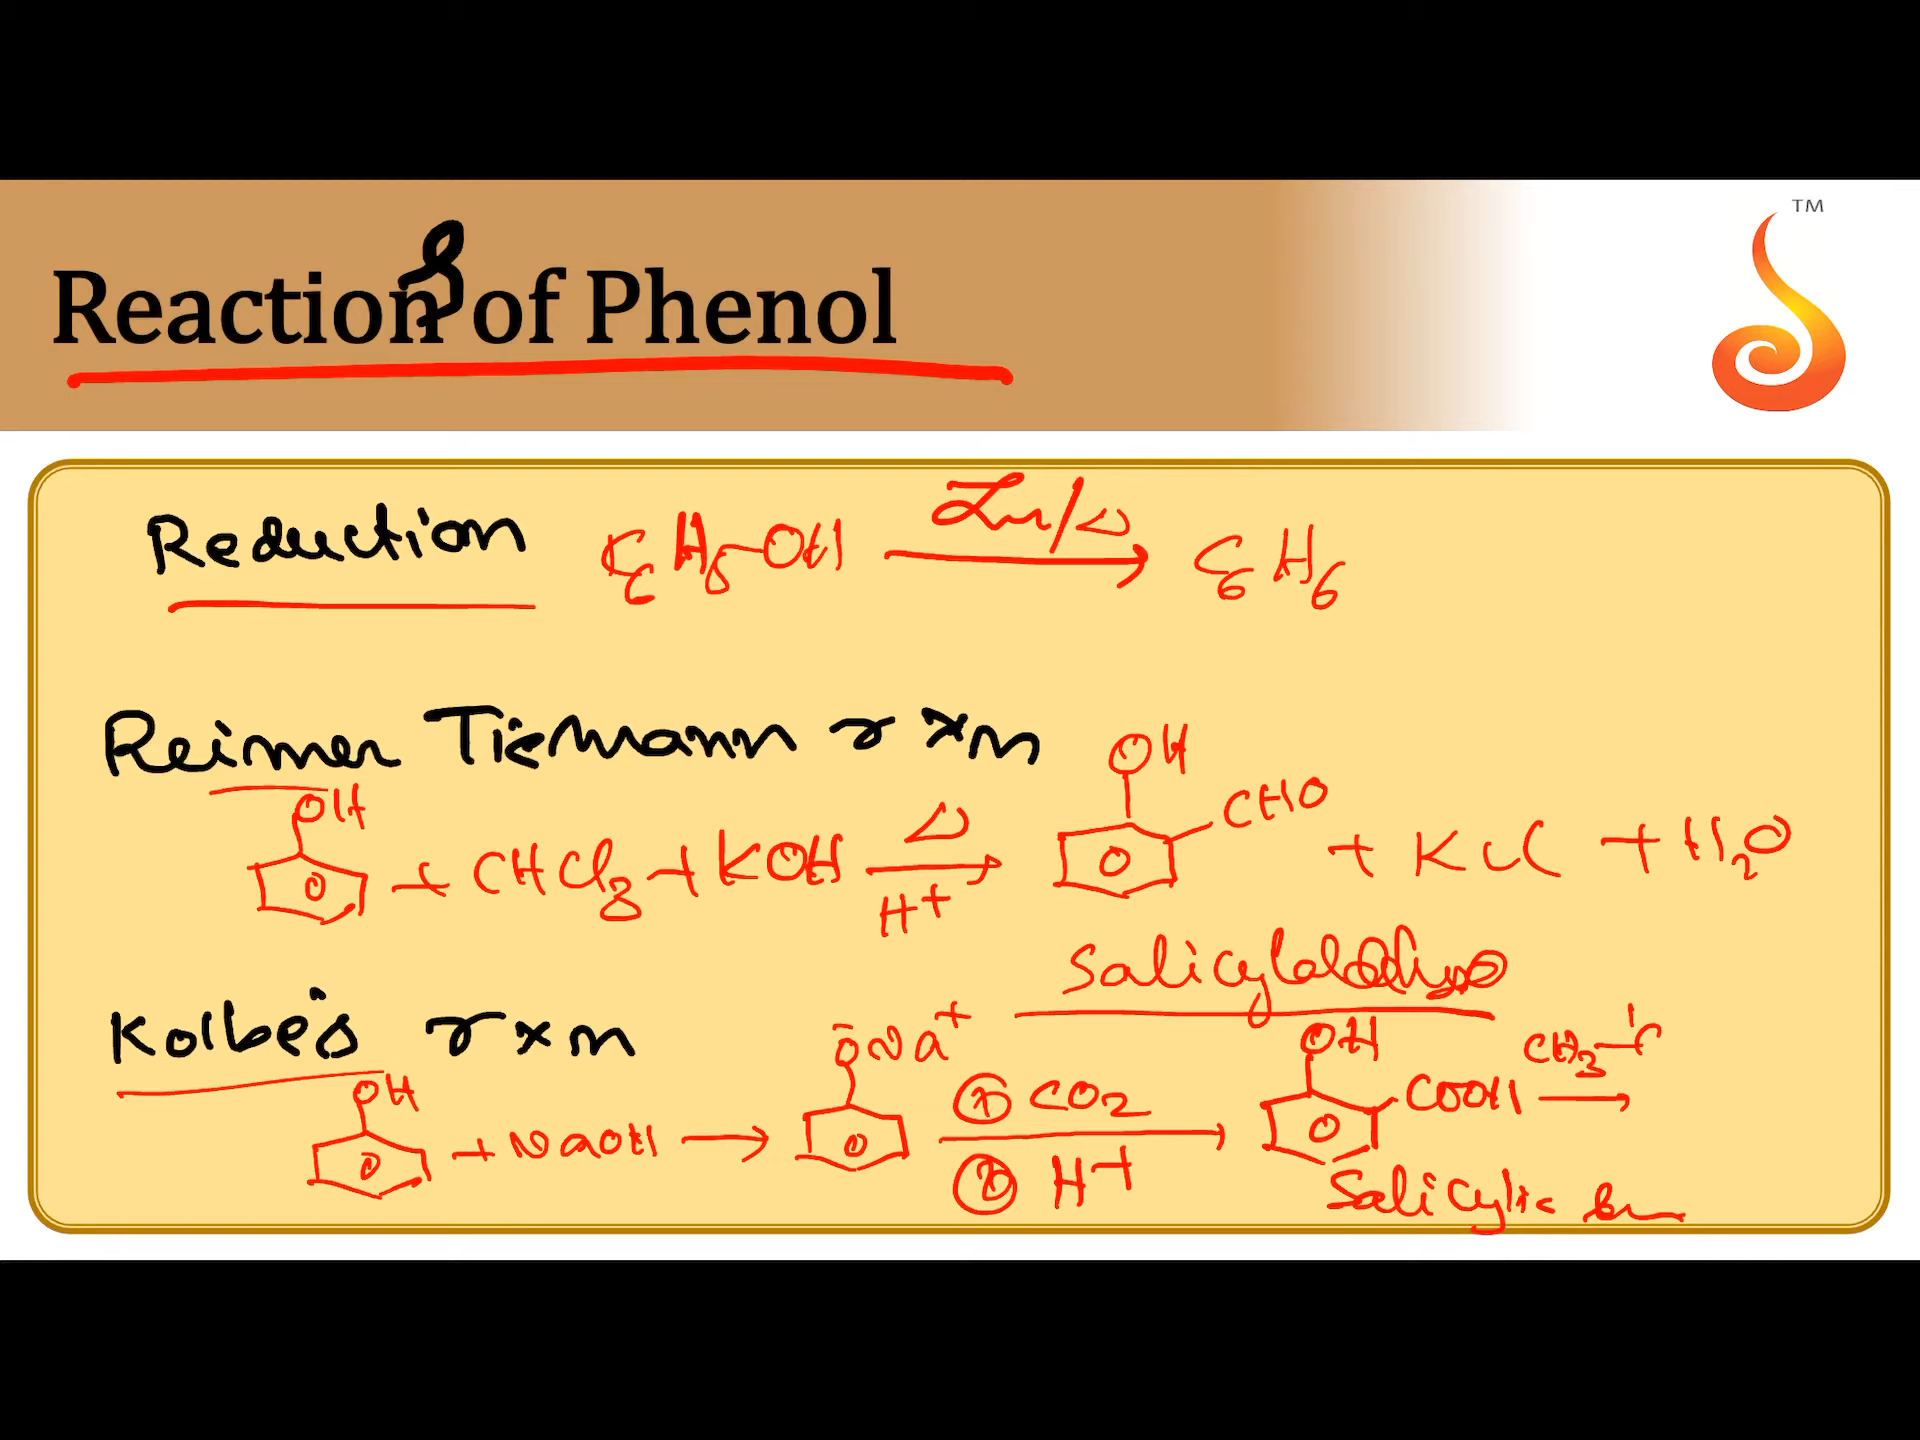 TM
Reactions of Phenol
Reduction C6H5-OH Zn/Δ → C6H6
Reimer Tiemann rxn
OH + CHCl3 + KOH Δ H+ → OH CHO + KCl + H2O
Salicylaldehyde
Kolbe's rxn
OH + NaOH → ŌNa+ ① CO2 ② H+ → OH COOH CH3-C →
Salicylic